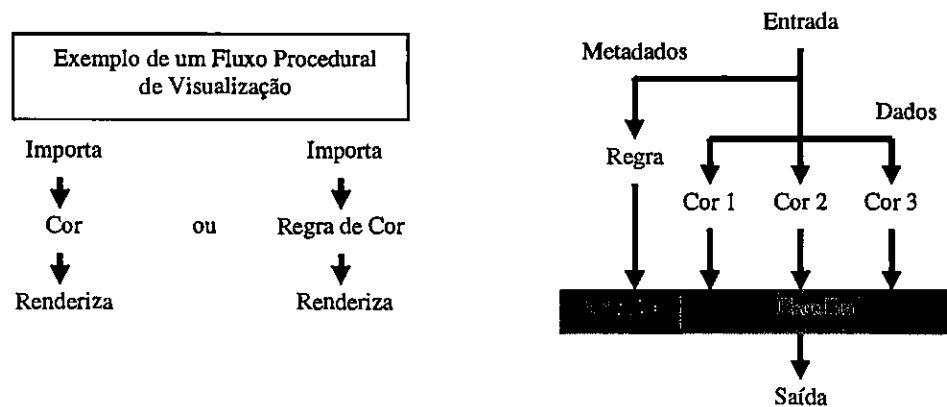 Exemplo de um Fluxo Procedural
de Visualização
Importa
Cor
Renderiza
ou
Importa
Regra de Cor
Renderiza
Entrada
Metadados
Dados
Regra
Cor 1 Cor 2 Cor 3
Saída